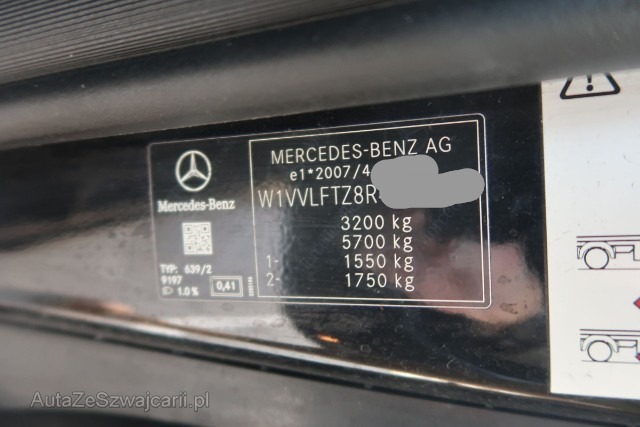 MERCEDES-BENZ AG
e1*2007/4
W1VVLFTZ8R
Mercedes-Benz
3200 kg
5700 kg
1- 1550 kg
2- 1750 kg
TYP: 639/2
9197
1.0 %
0,41
AutaZeSzwajcarii.pl